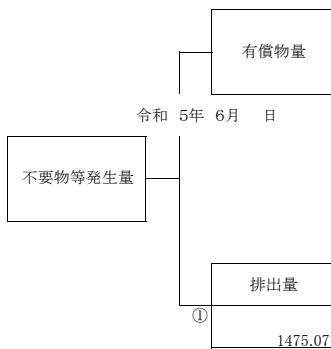 有償物量
令和 5年 6月 日
不要物等発生量
排出量
①
1475.07